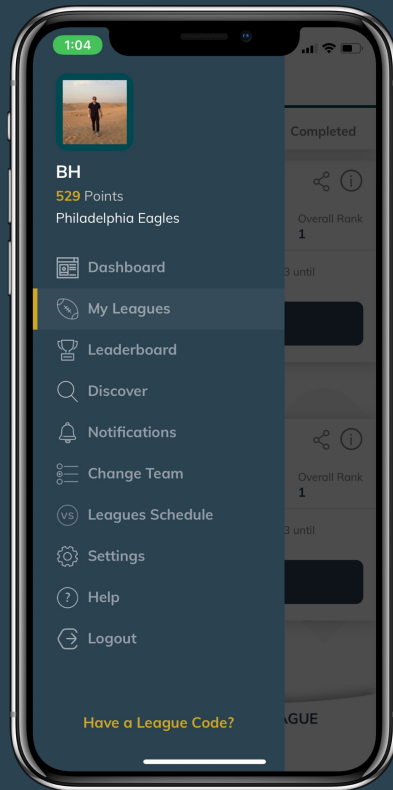 1:04
BH
529 Points
Philadelphia Eagles
Dashboard
My Leagues
Leaderboard
Discover
Notifications
Change Team
VS Leagues Schedule
Settings
? Help
Logout
Have a League Code?
Completed
i
Overall Rank
1
3 until
i
Overall Rank
1
3 until
AGUE